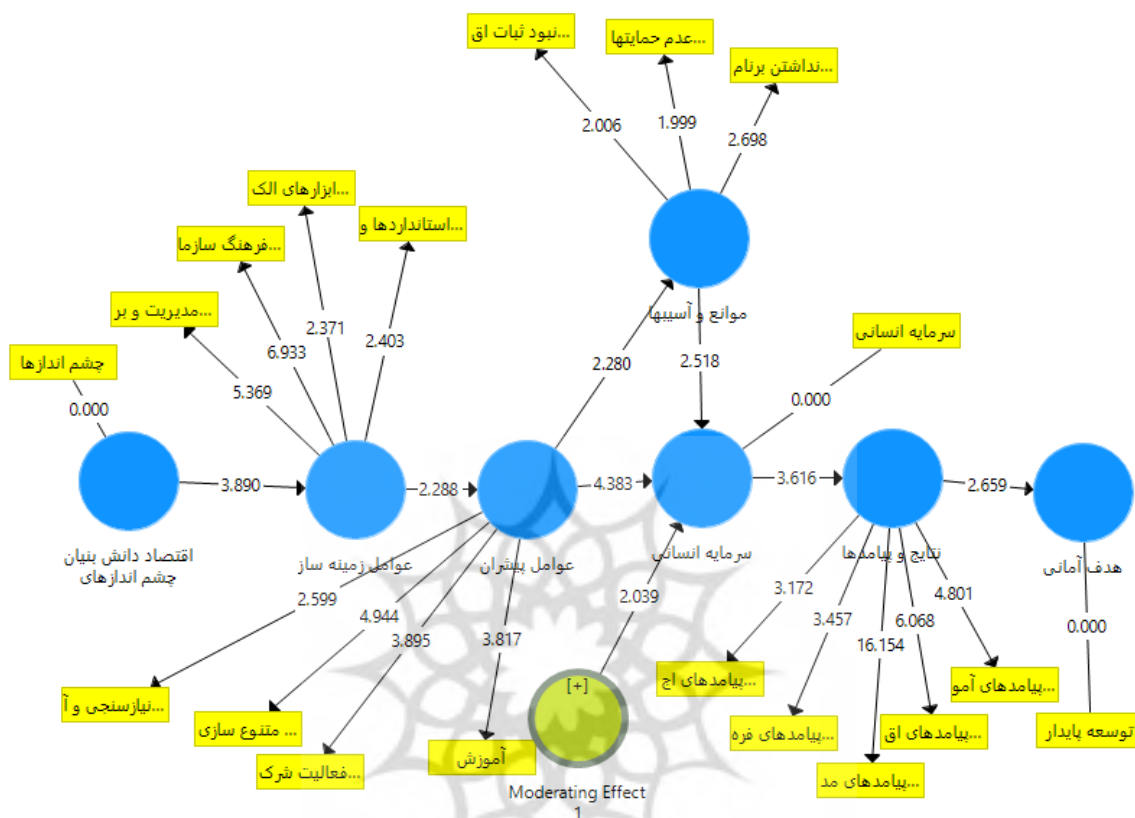 نبود ثبات اق...
عدم حمایتها...
نداشتن برنام...
2.006
1.999
2.698
ابزارهای الک...
استانداردها و...
فرهنگ سازما...
مدیریت و بر...
چشم اندازها
0.000
5.369
6.933
2.371
2.403
موانع و آسیبها
2.280
2.518
سرمایه انسانی
0.000
3.890
2.288
4.383
3.616
2.659
اقتصاد دانش بنیان
چشم اندازهای
عوامل زمینه ساز
عوامل پیشران
سرمایه انسانی
نتایج و پیامدها
هدف آمانی
2.599
4.944
3.895
3.817
2.039
3.172
3.457
16.154
6.068
4.801
0.000
نیازسنجی و آ...
متنوع سازی ...
فعالیت شرک...
آموزش
[+]
Moderating Effect
1
پیامدهای اج...
پیامدهای فره...
پیامدهای مد...
پیامدهای اق...
پیامدهای آمو...
توسعه پایدار